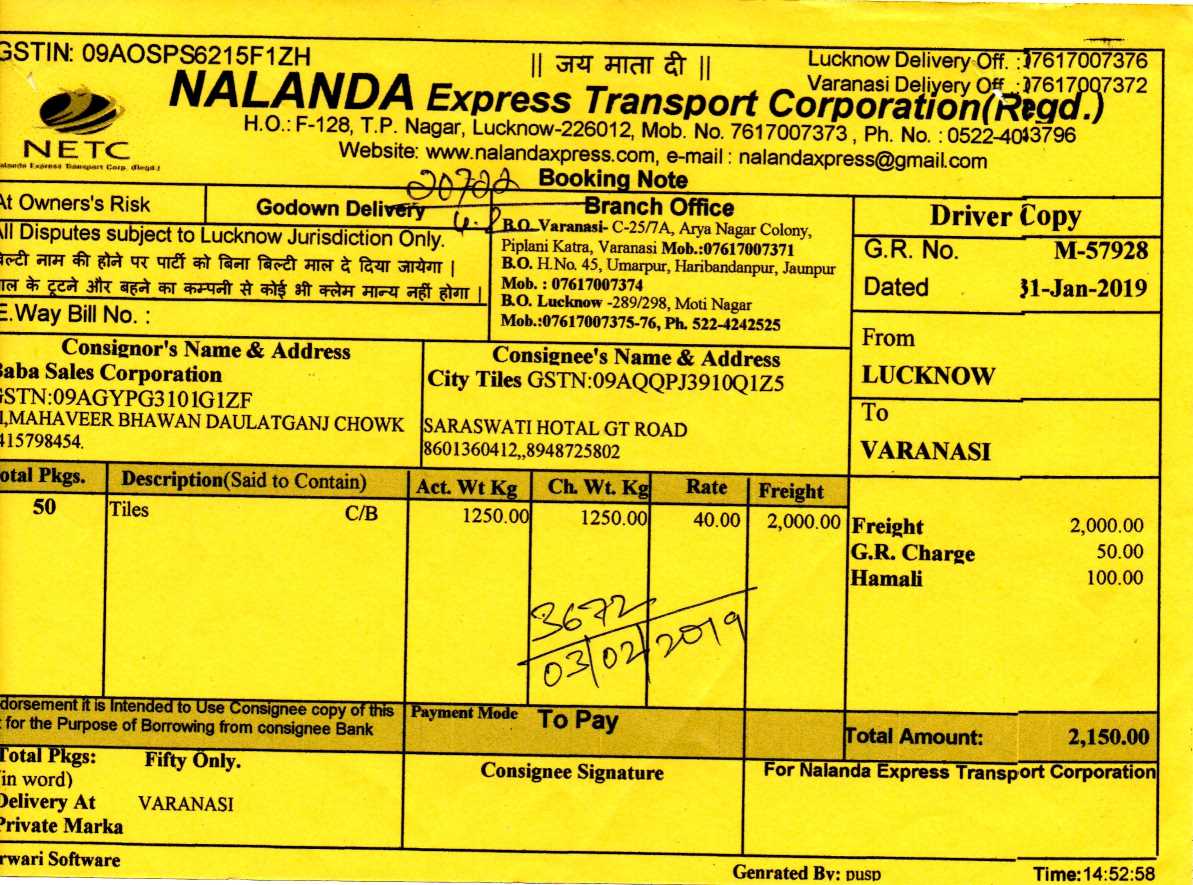 GSTIN: 09AOSPS6215F1ZH
|| जय माता दी ||
Lucknow Delivery Off. :07617007376
Varanasi Delivery Off. :07617007372
NALANDA Express Transport Corporation(Regd.)
H.O.: F-128, T.P. Nagar, Lucknow-226012, Mob. No. 7617007373 , Ph. No. : 0522-4043796
Website: www.nalandaxpress.com, e-mail : nalandaxpress@gmail.com
NETC
Nalanda Express Transport Corp. (Regd.)
20722
Booking Note
At Owners's Risk
Godown Delivery
4.2
Branch Office
Driver Copy
All Disputes subject to Lucknow Jurisdiction Only.
बिल्टी नाम की होने पर पार्टी को बिना बिल्टी माल दे दिया जायेगा |
माल के टूटने और बहने का कम्पनी से कोई भी क्लेम मान्य नहीं होगा |
E.Way Bill No. :
B.O. Varanasi- C-25/7A, Arya Nagar Colony,
Piplani Katra, Varanasi Mob.:07617007371
B.O. H.No. 45, Umarpur, Haribandanpur, Jaunpur
Mob. : 07617007374
B.O. Lucknow -289/298, Moti Nagar
Mob.:07617007375-76, Ph. 522-4242525
G.R. No. M-57928
Dated 31-Jan-2019
From
LUCKNOW
To
VARANASI
Consignor's Name & Address
Baba Sales Corporation
GSTN:09AGYPG3101G1ZF
,MAHAVEER BHAWAN DAULATGANJ CHOWK
415798454.
Consignee's Name & Address
City Tiles GSTN:09AQQPJ3910Q1Z5
SARASWATI HOTAL GT ROAD
8601360412,,8948725802
Total Pkgs. Description(Said to Contain) Act. Wt Kg Ch. Wt. Kg Rate Freight
50 Tiles C/B 1250.00 1250.00 40.00 2,000.00
Freight 2,000.00
G.R. Charge 50.00
Hamali 100.00
3672
03/02/2019
dorsement it is Intended to Use Consignee copy of this
t for the Purpose of Borrowing from consignee Bank
Payment Mode To Pay
Total Amount: 2,150.00
Total Pkgs: Fifty Only.
(in word)
Delivery At VARANASI
Private Marka
Consignee Signature
For Nalanda Express Transport Corporation
rwari Software
Genrated By: pusp
Time:14:52:58